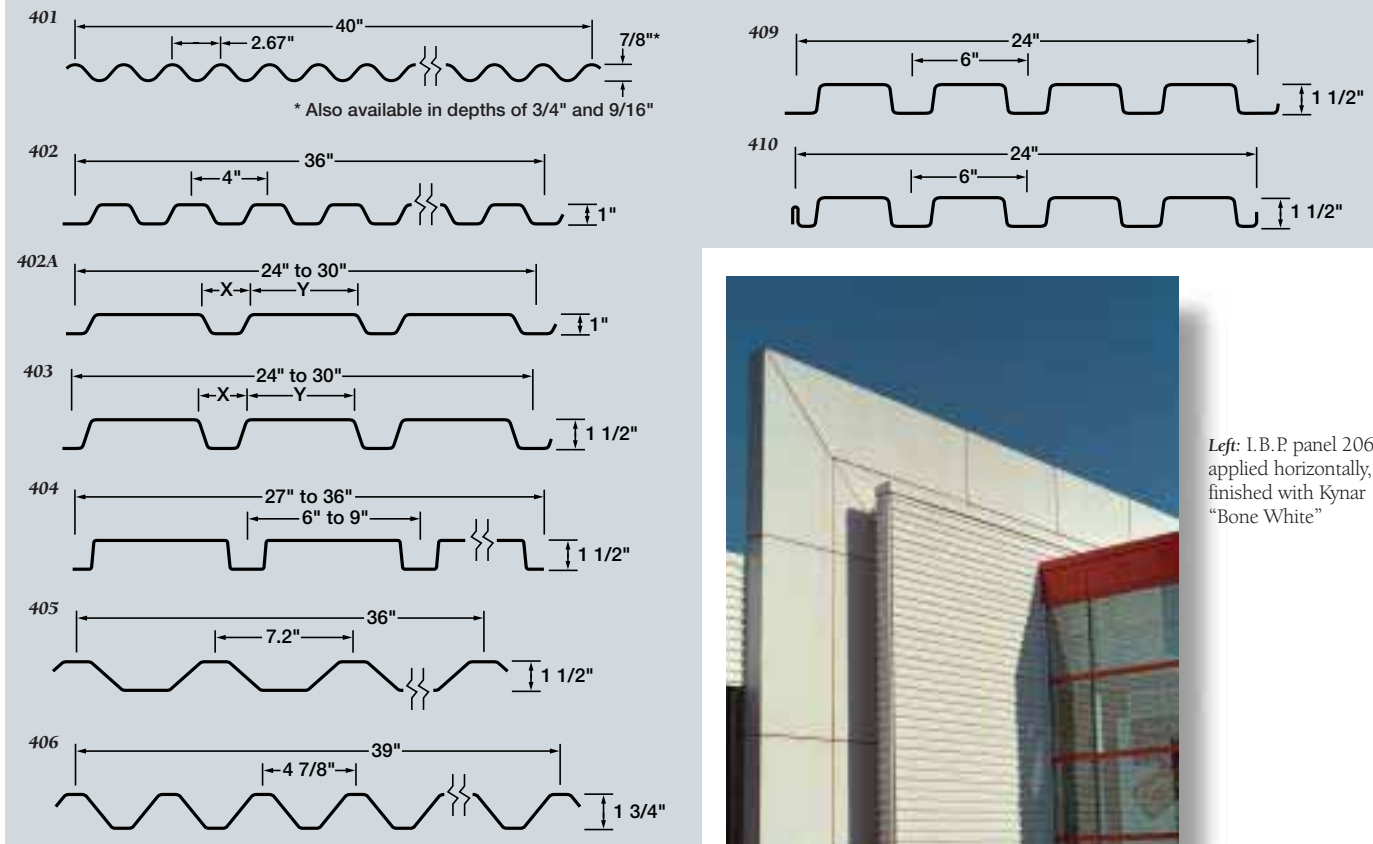 401
40"
2.67"
7/8"*
* Also available in depths of 3/4" and 9/16"
402
36"
4"
1"
402A
24" to 30"
X Y
1"
403
24" to 30"
X Y
1 1/2"
404
27" to 36"
6" to 9"
1 1/2"
405
36"
7.2"
1 1/2"
406
39"
4 7/8"
1 3/4"
409
24"
6"
1 1/2"
410
24"
6"
1 1/2"
Left: I.B.P. panel 206
applied horizontally,
finished with Kynar
“Bone White”